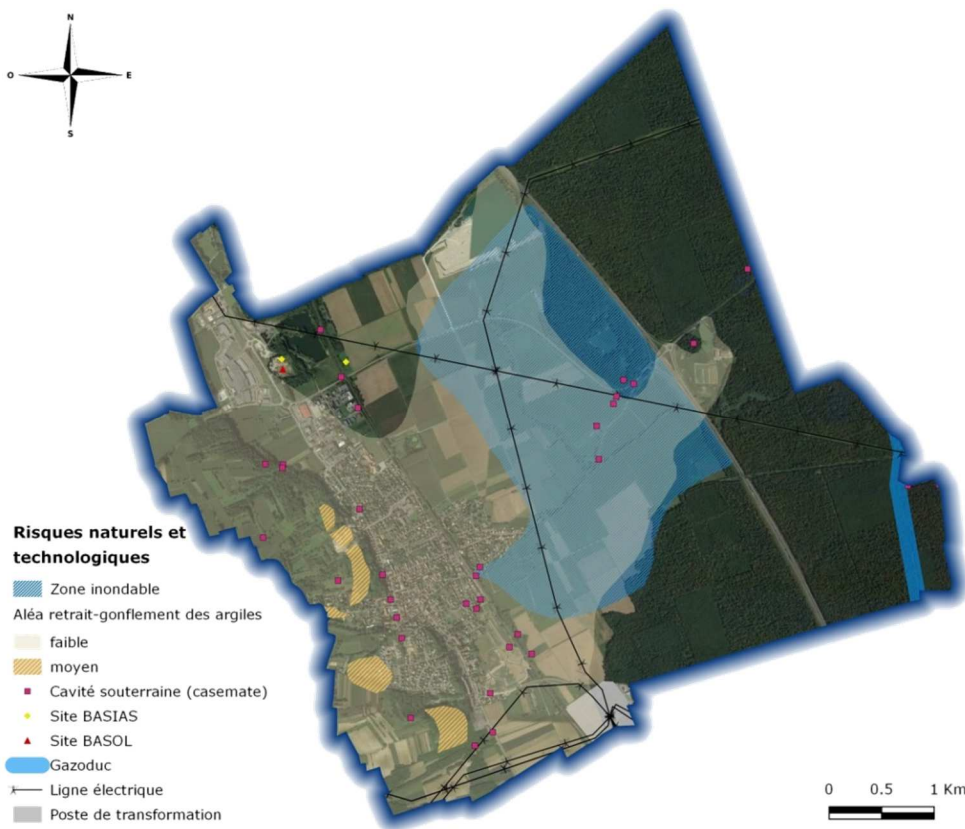 N
O
E
S
Risques naturels et
technologiques
Zone inondable
Aléa retrait-gonflement des argiles
faible
moyen
Cavité souterraine (casemate)
Site BASIAS
Site BASOL
Gazoduc
Ligne électrique
Poste de transformation
0 0.5 1 Km